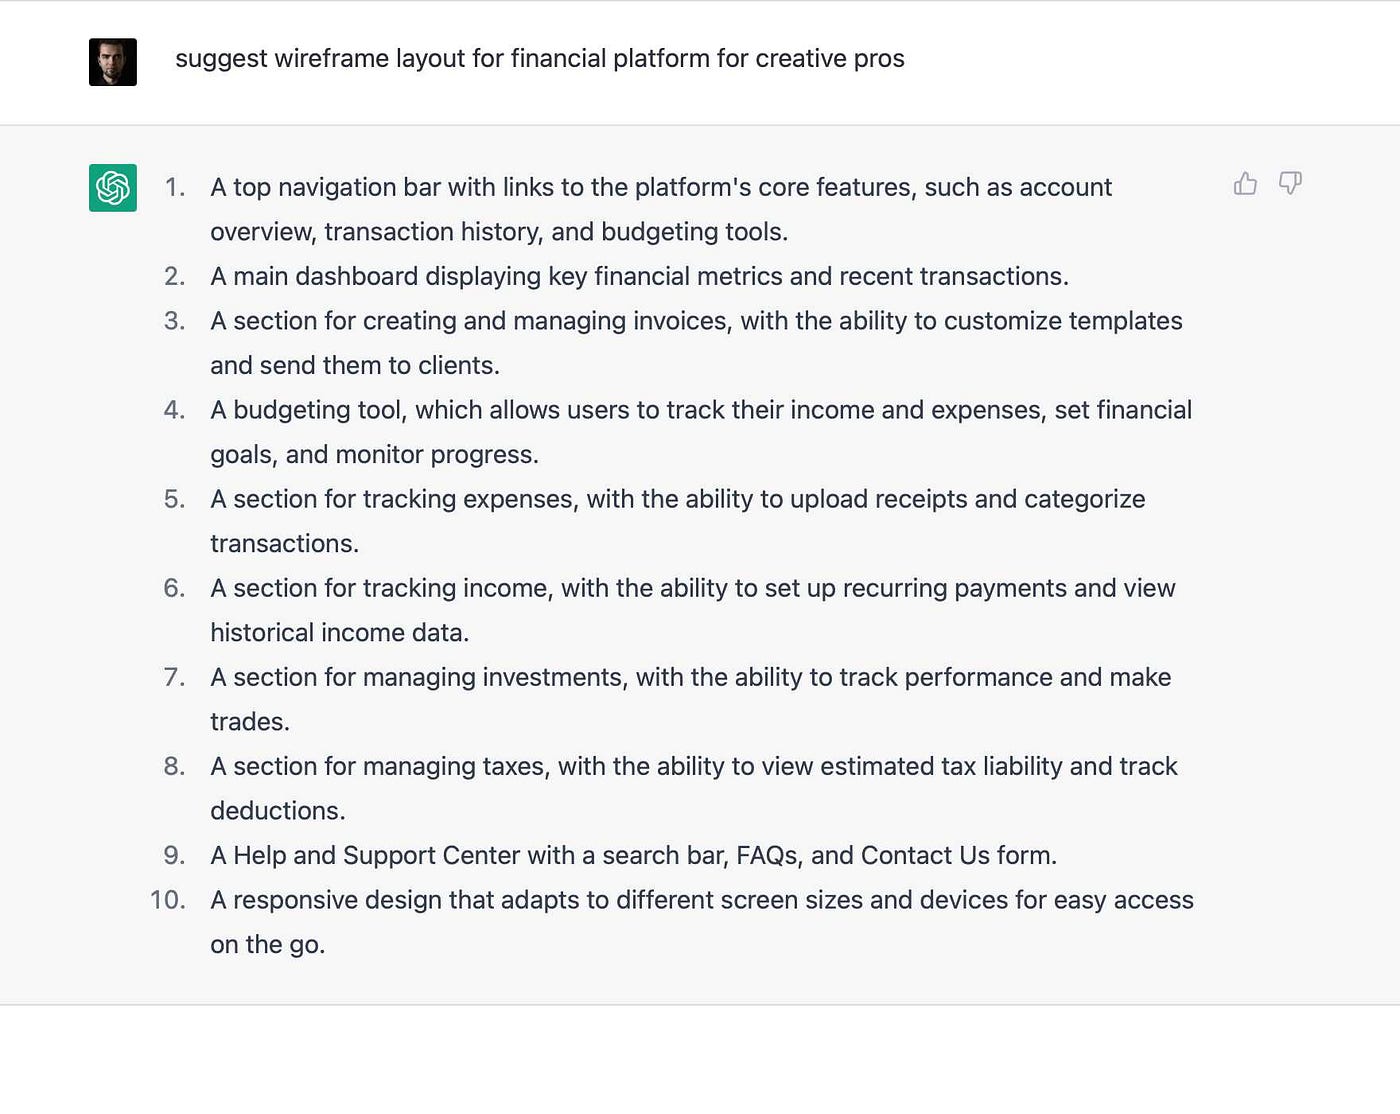 suggest wireframe layout for financial platform for creative pros
1. A top navigation bar with links to the platform's core features, such as account
overview, transaction history, and budgeting tools.
2. A main dashboard displaying key financial metrics and recent transactions.
3. A section for creating and managing invoices, with the ability to customize templates
and send them to clients.
4. A budgeting tool, which allows users to track their income and expenses, set financial
goals, and monitor progress.
5. A section for tracking expenses, with the ability to upload receipts and categorize
transactions.
6. A section for tracking income, with the ability to set up recurring payments and view
historical income data.
7. A section for managing investments, with the ability to track performance and make
trades.
8. A section for managing taxes, with the ability to view estimated tax liability and track
deductions.
9. A Help and Support Center with a search bar, FAQs, and Contact Us form.
10. A responsive design that adapts to different screen sizes and devices for easy access
on the go.